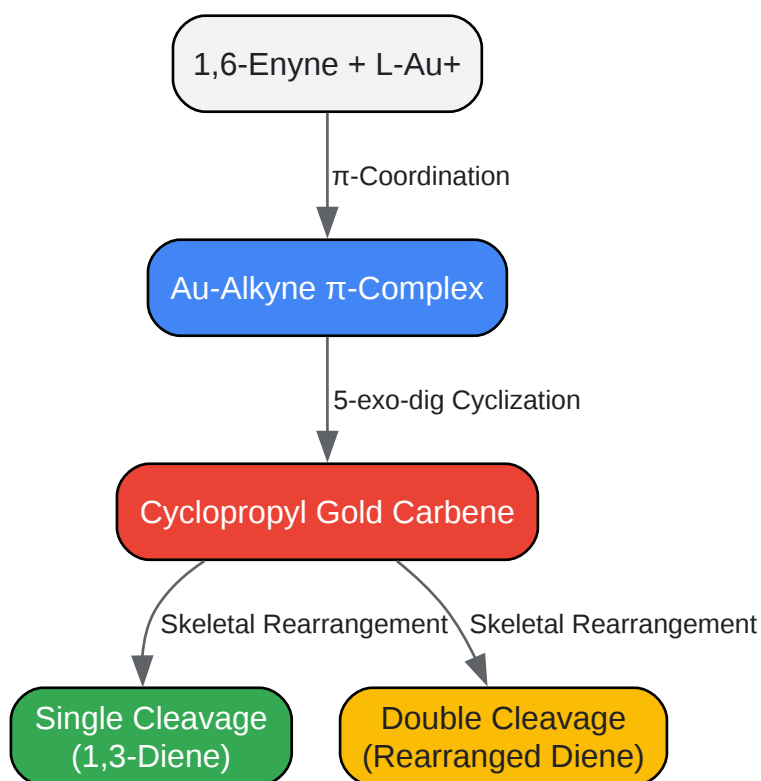 1,6-Enyne + L-Au+
π-Coordination
Au-Alkyne π-Complex
5-exo-dig Cyclization
Cyclopropyl Gold Carbene
Skeletal Rearrangement
Skeletal Rearrangement
Single Cleavage
(1,3-Diene)
Double Cleavage
(Rearranged Diene)